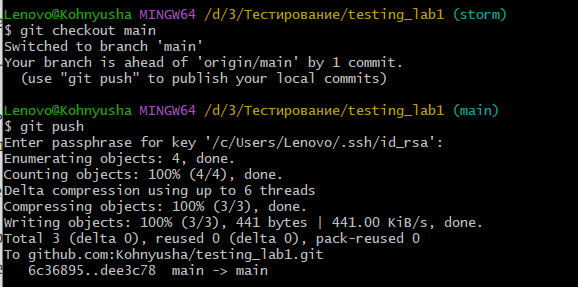 Lenovo@Kohnyusha MINGW64 /d/3/Тестирование/testing_lab1 (storm)
$ git checkout main
Switched to branch 'main'
Your branch is ahead of 'origin/main' by 1 commit.
  (use "git push" to publish your local commits)

Lenovo@Kohnyusha MINGW64 /d/3/Тестирование/testing_lab1 (main)
$ git push
Enter passphrase for key '/c/Users/Lenovo/.ssh/id_rsa':
Enumerating objects: 4, done.
Counting objects: 100% (4/4), done.
Delta compression using up to 6 threads
Compressing objects: 100% (3/3), done.
Writing objects: 100% (3/3), 441 bytes | 441.00 KiB/s, done.
Total 3 (delta 0), reused 0 (delta 0), pack-reused 0
To github.com:Kohnyusha/testing_lab1.git
   6c36895..dee3c78  main -> main